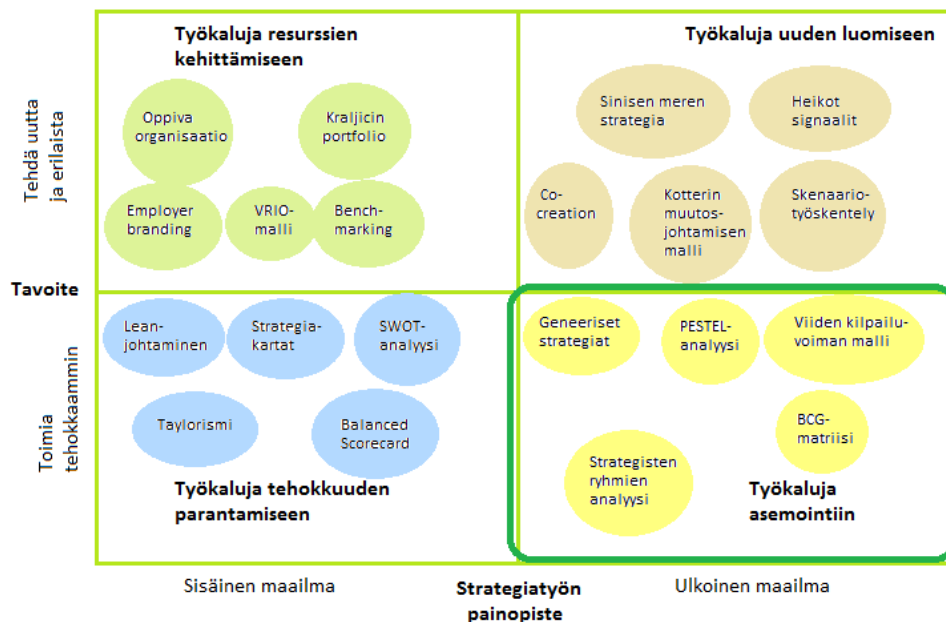 Työkaluja resurssien
kehittämiseen
Työkaluja uuden luomiseen
Tehdä uutta
ja erilaista
Oppiva
organisaatio
Kraljicin
portfolio
Employer
branding
VRIO-
malli
Bench-
marking
Sinisen meren
strategia
Heikot
signaalit
Co-
creation
Kotterin
muutos-
johtamisen
malli
Skenaario-
työskentely
Tavoite
Toimia
tehokkaammin
Lean-
johtaminen
Strategia-
kartat
SWOT-
analyysi
Taylorismi
Balanced
Scorecard
Työkaluja tehokkuuden
parantamiseen
Geneeriset
strategiat
PESTEL-
analyysi
Viiden kilpailu-
voiman malli
BCG-
matriisi
Strategisten
ryhmien
analyysi
Työkaluja
asemointiin
Sisäinen maailma
Strategiatyön
painopiste
Ulkoinen maailma